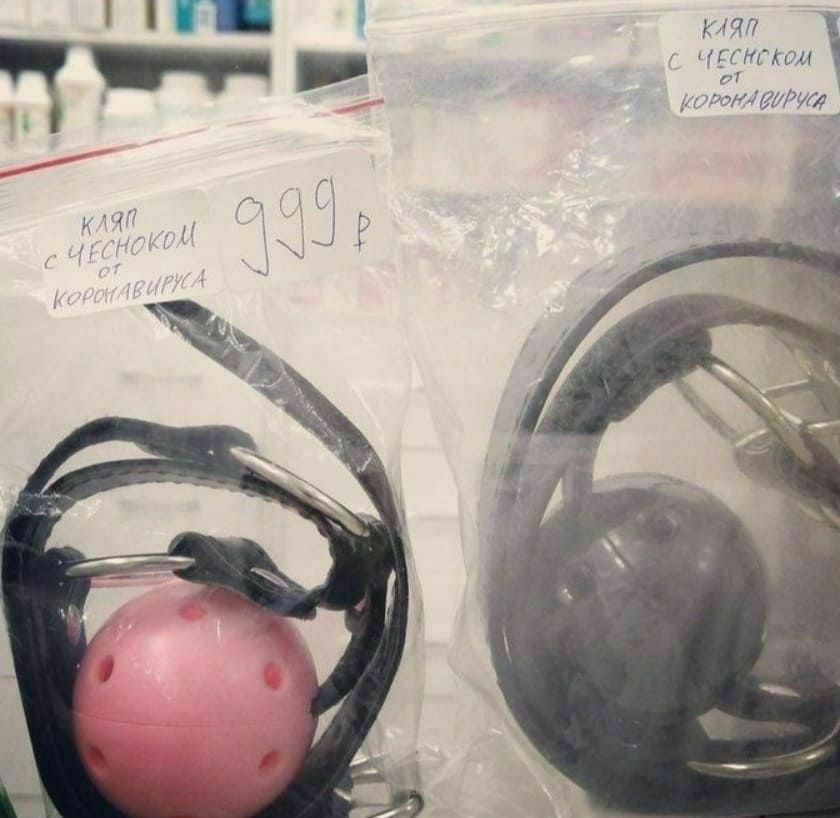 КЛЯП
С ЧЕСНОКОМ
ОТ
КОРОНАВИРУСА
999 ₽
КЛЯП
С ЧЕСНОКОМ
ОТ
КОРОНАВИРУСА